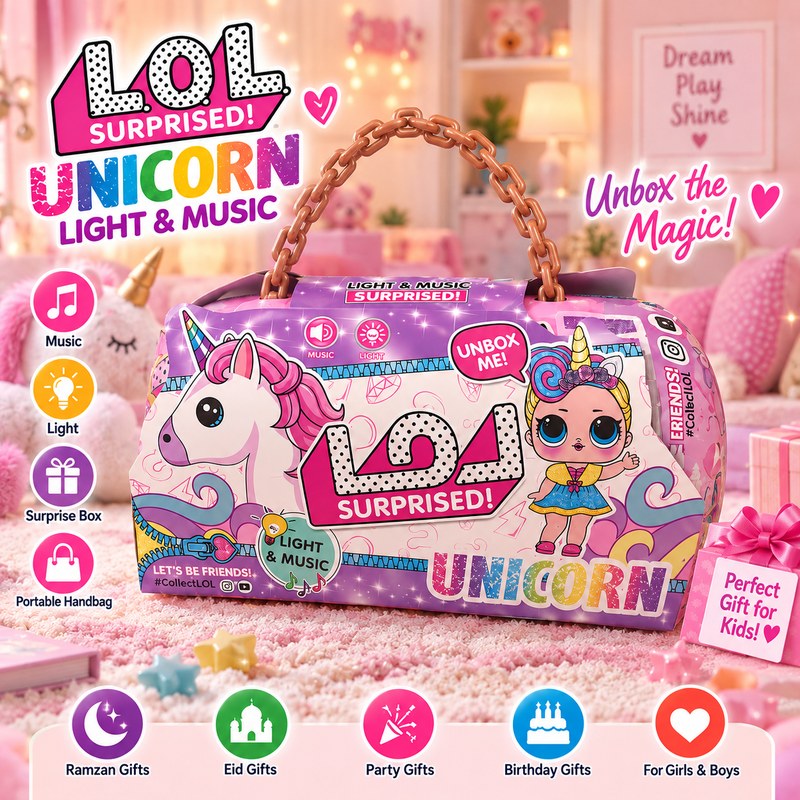 L.O.L
SURPRISED!
UNICORN
LIGHT & MUSIC
Dream
Play
Shine
Unbox the
Magic!
Music
Light
Surprise Box
Portable Handbag
LIGHT & MUSIC
SURPRISED!
MUSIC
LIGHT
UNBOX
ME!
SURPRISED!
LIGHT
& MUSIC
UNICORN
LET'S BE FRIENDS!
#CollectLOL
FRIENDS!
#CollectLOL
Perfect
Gift for
Kids!
Ramzan Gifts
Eid Gifts
Party Gifts
Birthday Gifts
For Girls & Boys